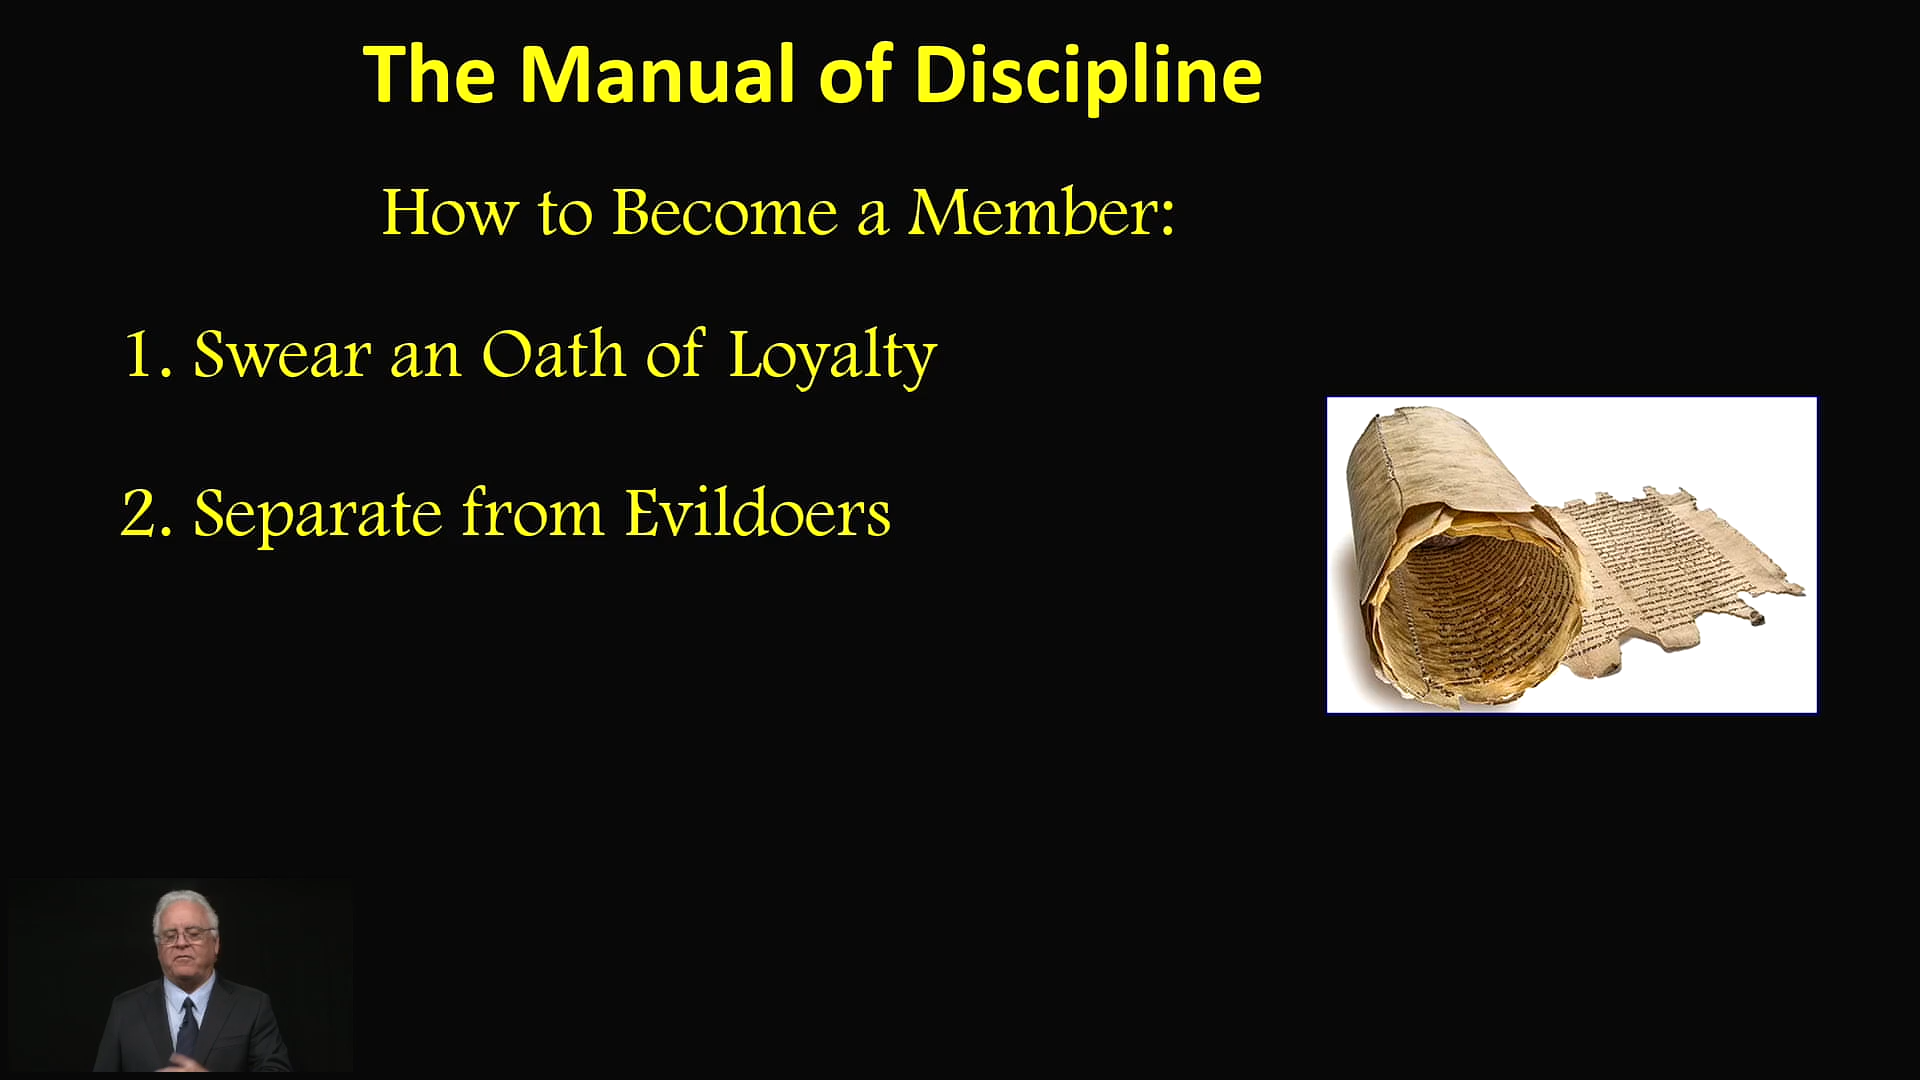 The Manual of Discipline
How to Become a Member:
1. Swear an Oath of Loyalty
2. Separate from Evildoers